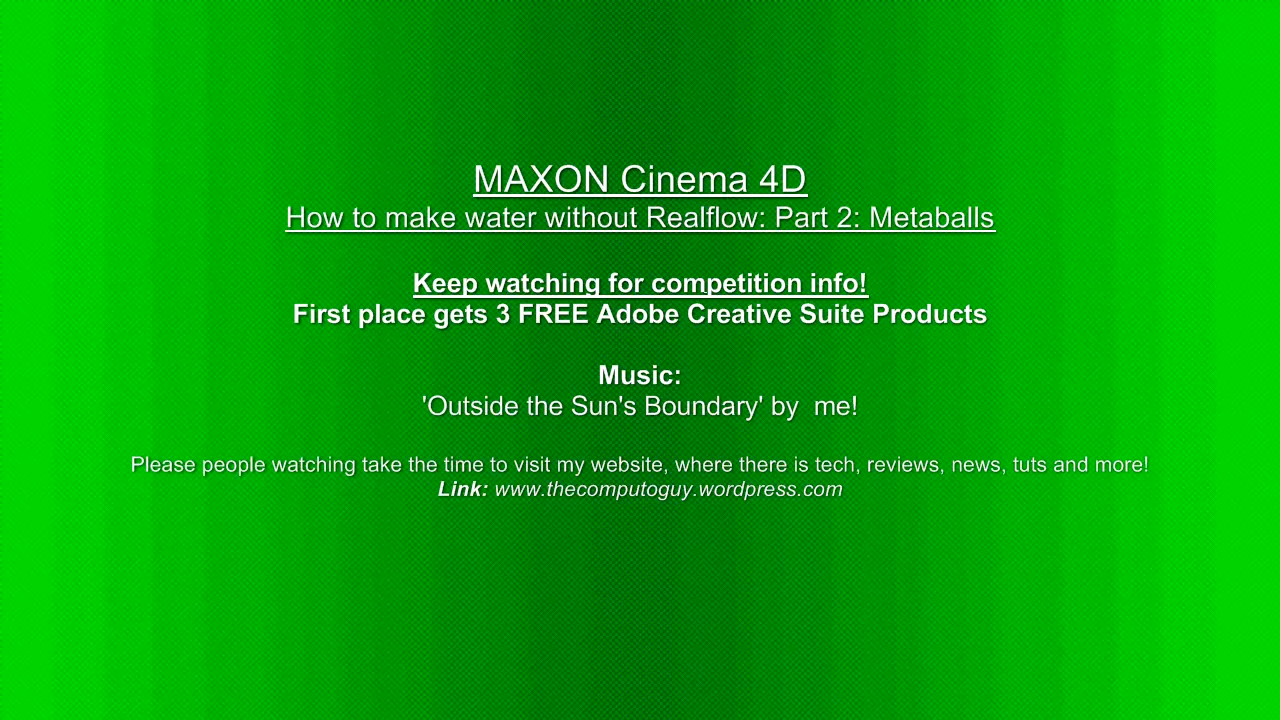 MAXON Cinema 4D
How to make water without Realflow: Part 2: Metaballs
Keep watching for competition info!
First place gets 3 FREE Adobe Creative Suite Products
Music:
'Outside the Sun's Boundary' by  me!
Please people watching take the time to visit my website, where there is tech, reviews, news, tuts and more!
Link: www.thecomputoguy.wordpress.com